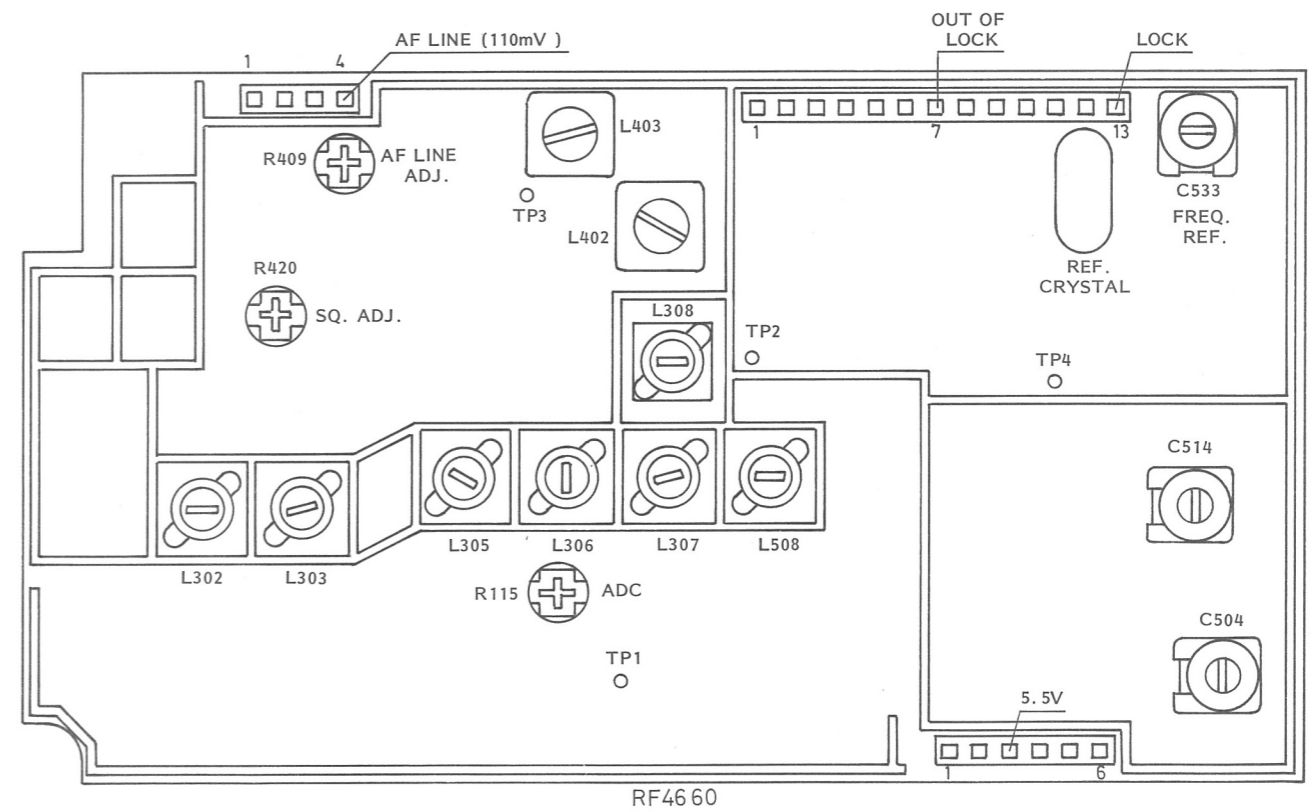 OUT OF
LOCK
LOCK
AF LINE (110mV )
1
4
1
7
13
L403
R409
AF LINE
ADJ.
TP3
C533
FREQ.
REF.
L402
REF.
CRYSTAL
R420
SQ. ADJ.
L308
TP2
TP4
C514
L305
L306
L307
L508
L302
L303
R115
ADC
C504
TP1
5.5V
1
6
RF4660